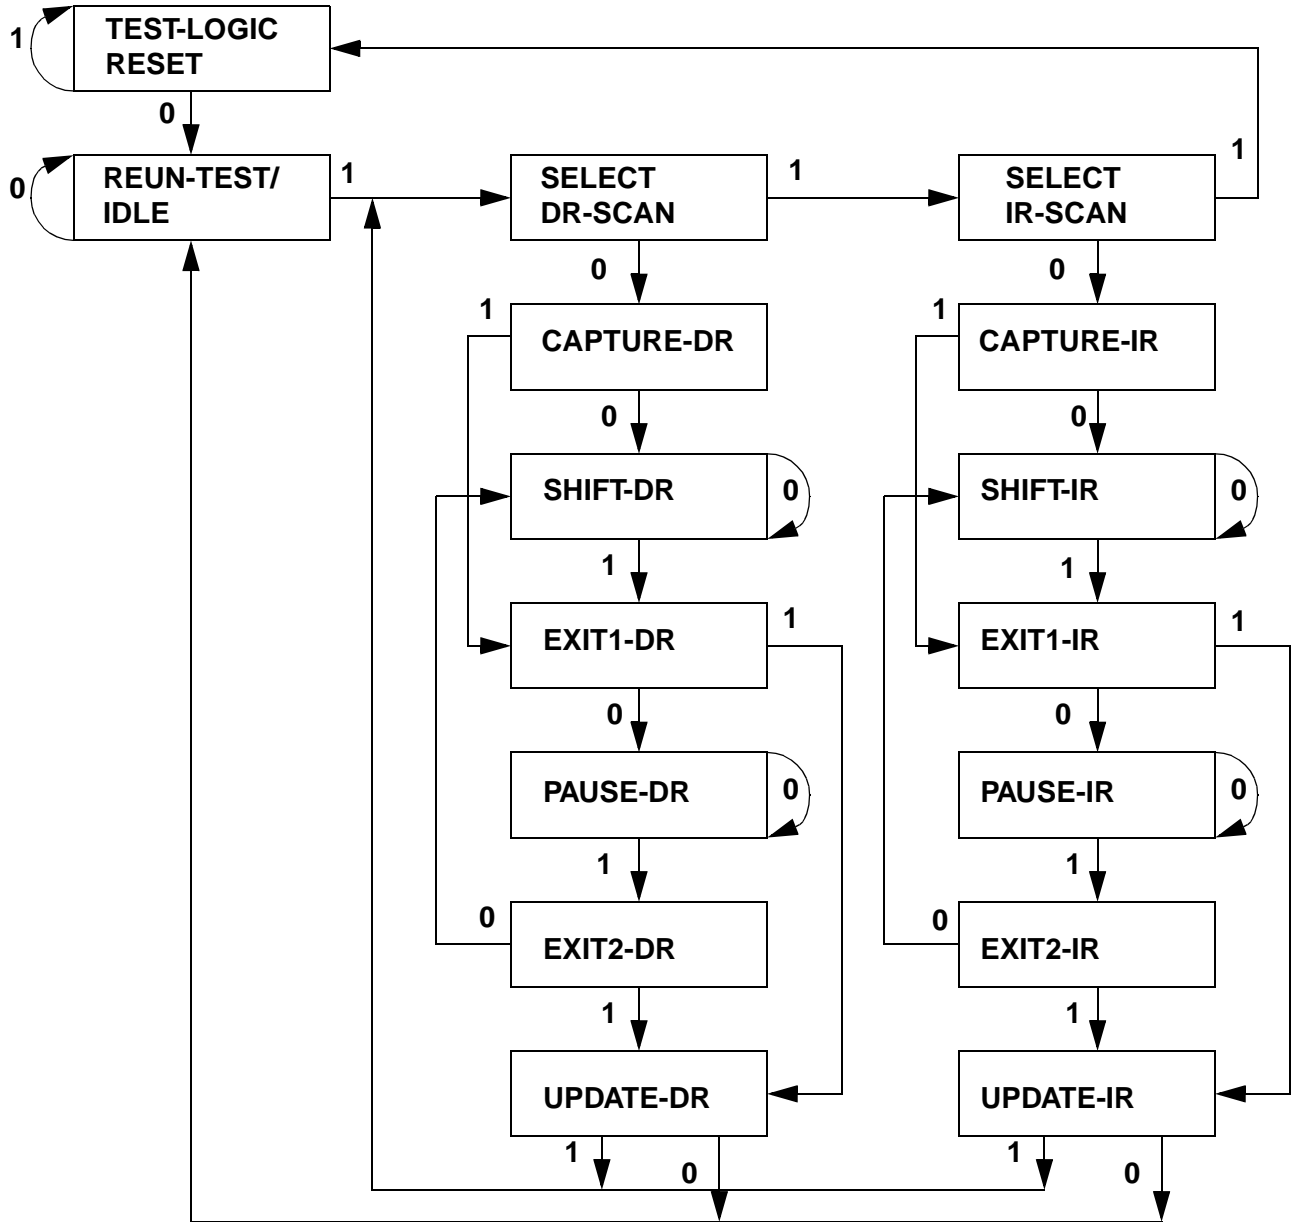 1
TEST-LOGIC
RESET
0
0
REUN-TEST/
IDLE
1
SELECT
DR-SCAN
1
SELECT
IR-SCAN
1
0
0
1
CAPTURE-DR
1
CAPTURE-IR
0
0
SHIFT-DR
0
SHIFT-IR
0
1
1
EXIT1-DR
1
EXIT1-IR
1
0
0
PAUSE-DR
0
PAUSE-IR
0
1
1
0
EXIT2-DR
0
EXIT2-IR
1
1
UPDATE-DR
UPDATE-IR
1
0
1
0